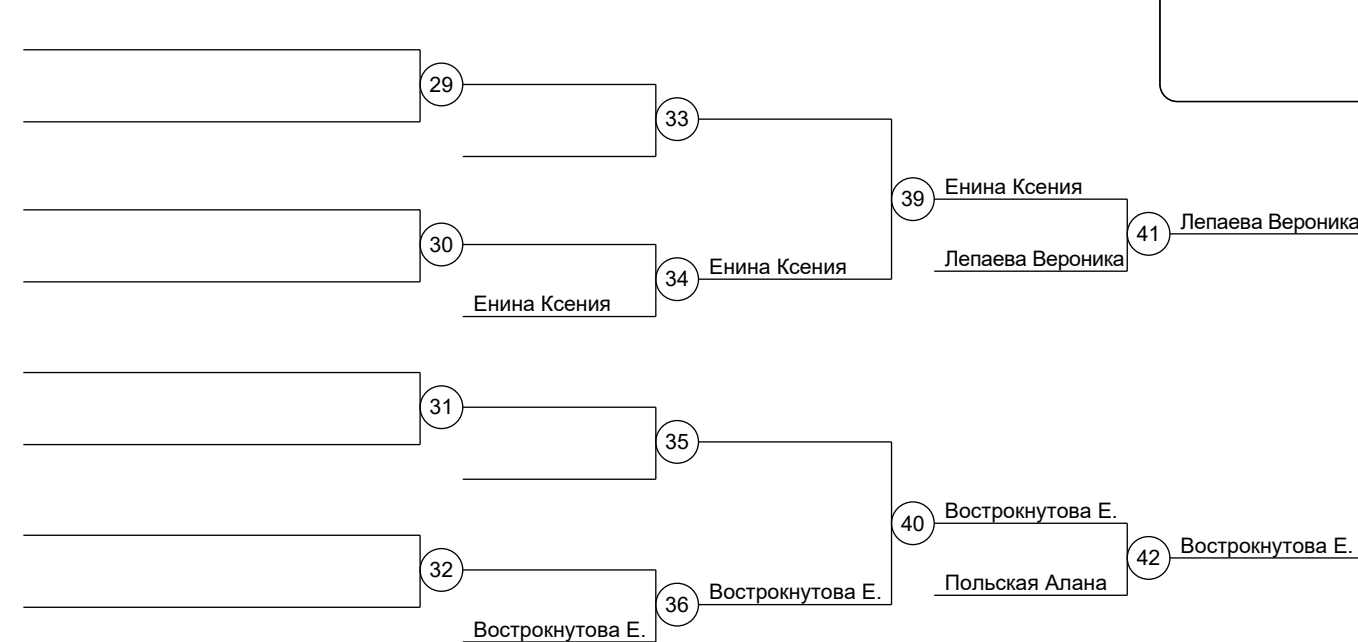 29
33
39
Енина Ксения
41
Лепаева Вероника
30
Лепаева Вероника
34
Енина Ксения
Енина Ксения
31
35
40
Вострокнутова Е.
42
Вострокнутова Е.
32
Польская Алана
36
Вострокнутова Е.
Вострокнутова Е.